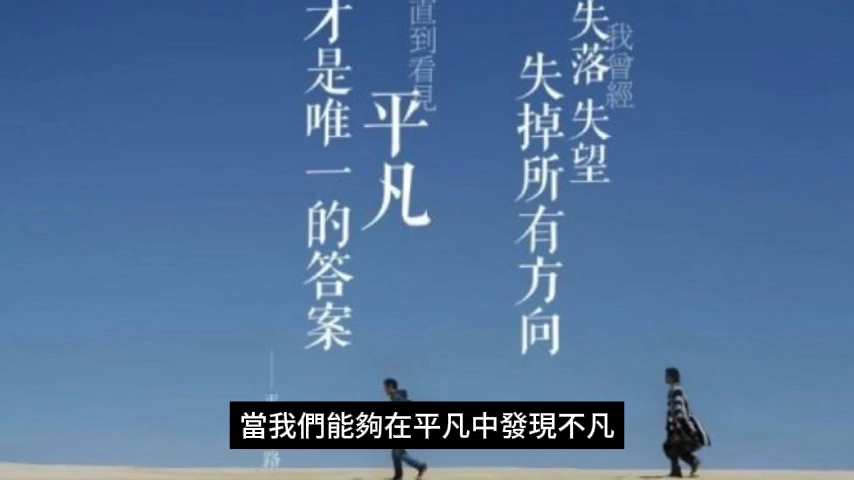 我曾經
失落失望
失掉所有方向
直到看見
平凡
才是唯一的答案
當我們能夠在平凡中發現不凡